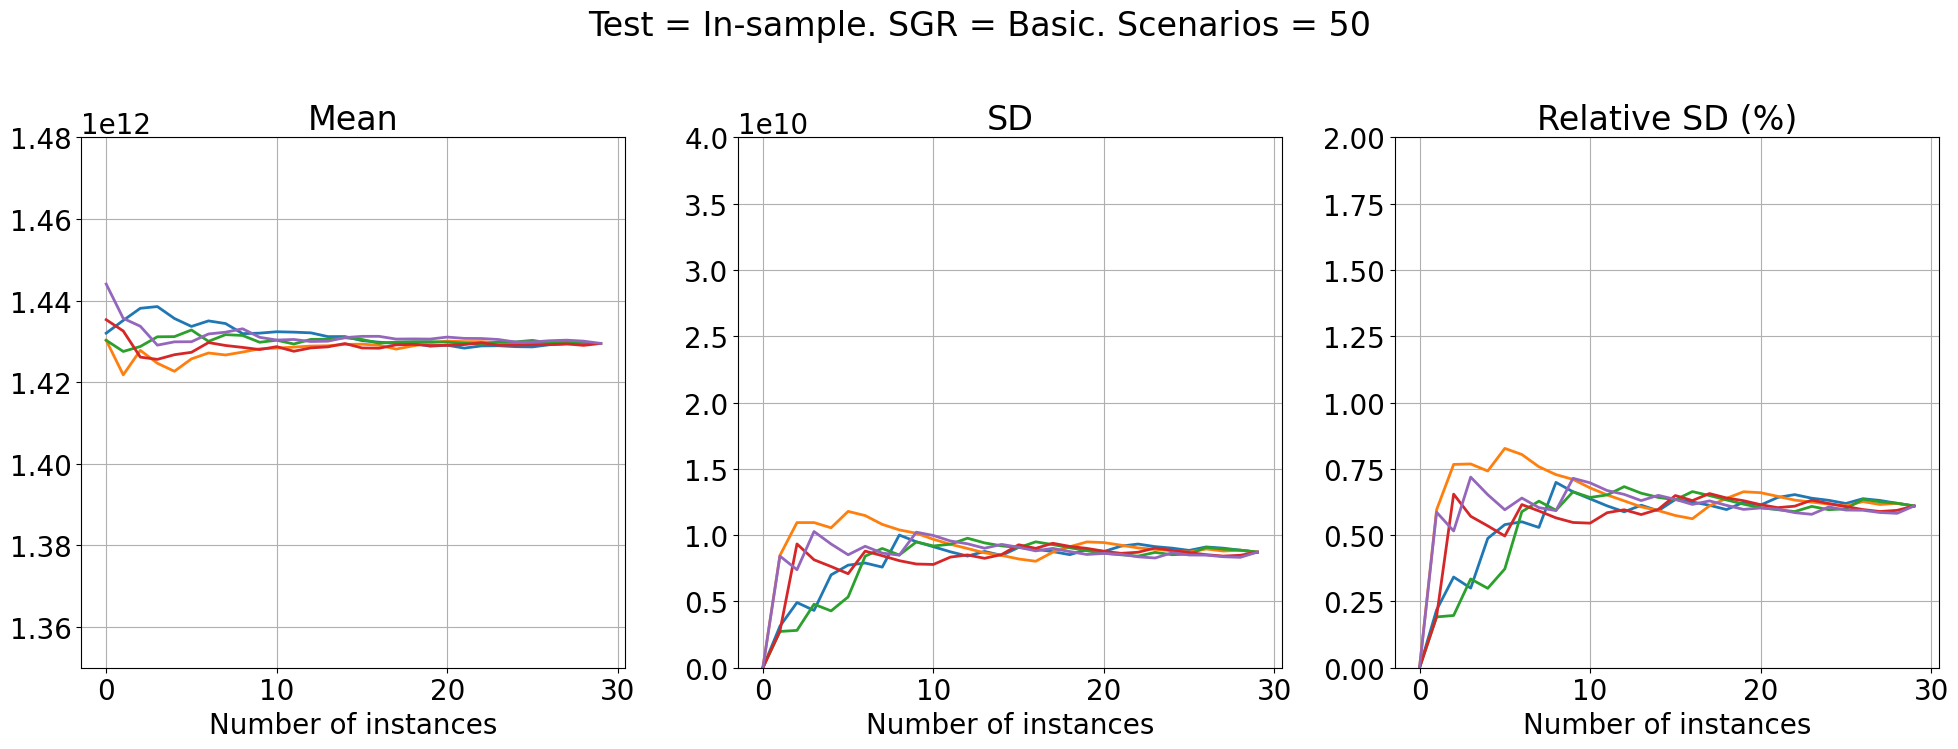 Test = In-sample. SGR = Basic. Scenarios = 50
Mean
1e12
1.48
1.46
1.44
1.42
1.40
1.38
1.36
0 10 20 30
Number of instances
SD
1e10
4.0
3.5
3.0
2.5
2.0
1.5
1.0
0.5
0.0
0 10 20 30
Number of instances
Relative SD (%)
2.00
1.75
1.50
1.25
1.00
0.75
0.50
0.25
0.00
0 10 20 30
Number of instances